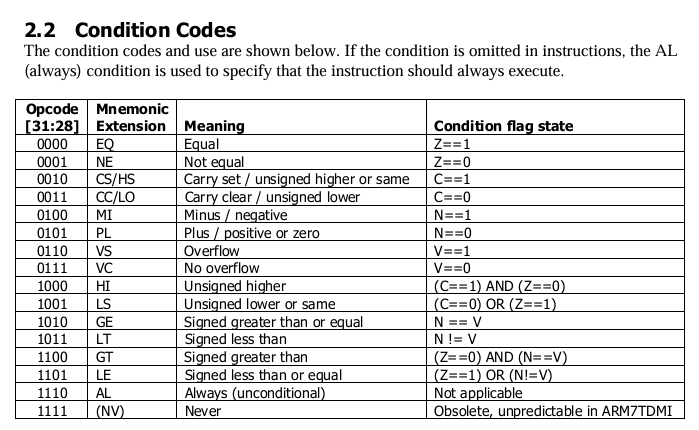 2.2 Condition Codes
The condition codes and use are shown below. If the condition is omitted in instructions, the AL
(always) condition is used to specify that the instruction should always execute.
Opcode [31:28] Mnemonic Extension Meaning Condition flag state
0000 EQ Equal Z==1
0001 NE Not equal Z==0
0010 CS/HS Carry set / unsigned higher or same C==1
0011 CC/LO Carry clear / unsigned lower C==0
0100 MI Minus / negative N==1
0101 PL Plus / positive or zero N==0
0110 VS Overflow V==1
0111 VC No overflow V==0
1000 HI Unsigned higher (C==1) AND (Z==0)
1001 LS Unsigned lower or same (C==0) OR (Z==1)
1010 GE Signed greater than or equal N == V
1011 LT Signed less than N != V
1100 GT Signed greater than (Z==0) AND (N==V)
1101 LE Signed less than or equal (Z==1) OR (N!=V)
1110 AL Always (unconditional) Not applicable
1111 (NV) Never Obsolete, unpredictable in ARM7TDMI